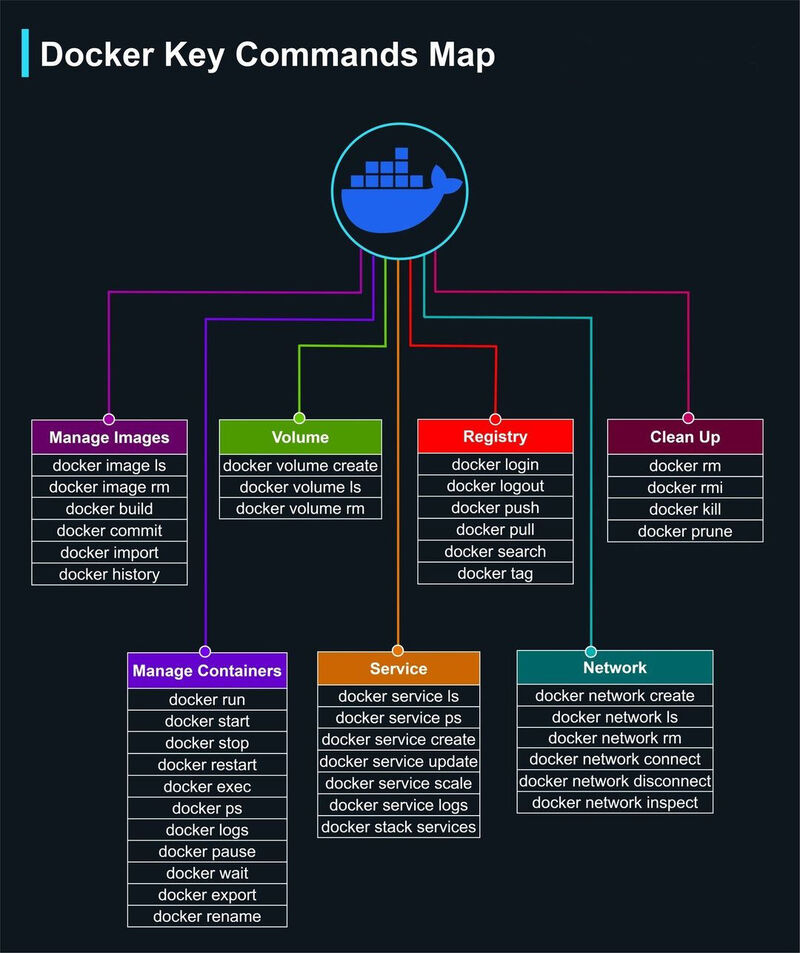 Docker Key Commands Map
Manage Images
docker image ls
docker image rm
docker build
docker commit
docker import
docker history
Volume
docker volume create
docker volume ls
docker volume rm
Registry
docker login
docker logout
docker push
docker pull
docker search
docker tag
Clean Up
docker rm
docker rmi
docker kill
docker prune
Manage Containers
docker run
docker start
docker stop
docker restart
docker exec
docker ps
docker logs
docker pause
docker wait
docker export
docker rename
Service
docker service ls
docker service ps
docker service create
docker service update
docker service scale
docker service logs
docker stack services
Network
docker network create
docker network ls
docker network rm
docker network connect
docker network disconnect
docker network inspect